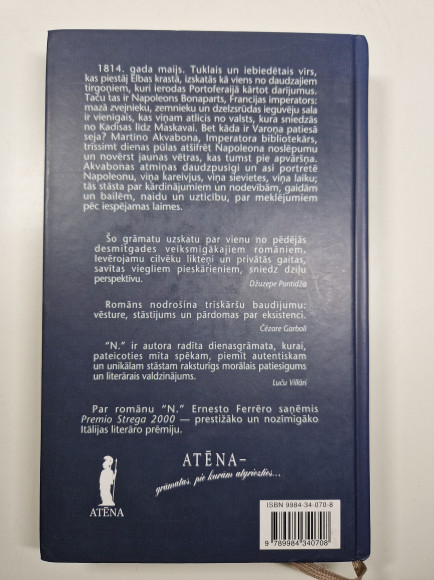 1814. gada maijs. Tuklais un iebiedētais vīrs,
kas piestāj Elbas krastā, izskatās kā viens no daudzajiem
tirgoņiem, kuri ierodas Portoferaijā kārtot darījumus.
Taču tas ir Napoleons Bonaparts, Francijas imperators:
mazā zvejnieku, zemnieku un dzelzsrūdas ieguvēju sala
ir vienīgais, kas viņam atlicis no valsts, kura sniedzās
no Kadisas līdz Maskavai. Bet kāda ir Varoņa patiesā
seja? Martino Akvabona, Imperatora bibliotekārs,
trīssimt dienas pūlas atšifrēt Napoleona noslēpumu
un novērst jaunas vētras, kas tumst pie apvāršņa.
Akvabonas atmiņas daudzpusīgi un asi portretē
Napoleonu, viņa kareivjus, viņa sievietes, viņa laiku;
tās stāsta par kārdinājumiem un nodevībām, gaidām
un bailēm, naidu un uzticību, par meklējumiem
pēc iespējamas laimes.
Šo grāmatu uzskatu par vienu no pēdējās
desmitgades veiksmīgākajiem romāniem.
Ievērojamu cilvēku likteņi un privātās gaitas,
savītas viegliem pieskārieniem, sniedz dziļu
perspektīvu.
Džuzepe Pontidža
Romāns nodrošina trīskāršu baudījumu:
vēsture, stāstījums un pārdomas par eksistenci.
Čēzare Garboli
"N." ir autora radīta dienasgrāmata, kurai,
pateicoties mīta spēkam, piemīt autentiskam
un unikālam stāstam raksturīgs morālais patiesīgums
un literārais valdzinājums.
Luču Villāri
Par romānu "N." Ernesto Ferrēro saņēmis
Premio Strega 2000 — prestižāko un nozīmīgāko
Itālijas literāro prēmiju.
ATĒNA–
grāmatas, pie kurām atgriezties...
ATĒNA
ISBN 9984-34-070-8
9 789984 340708